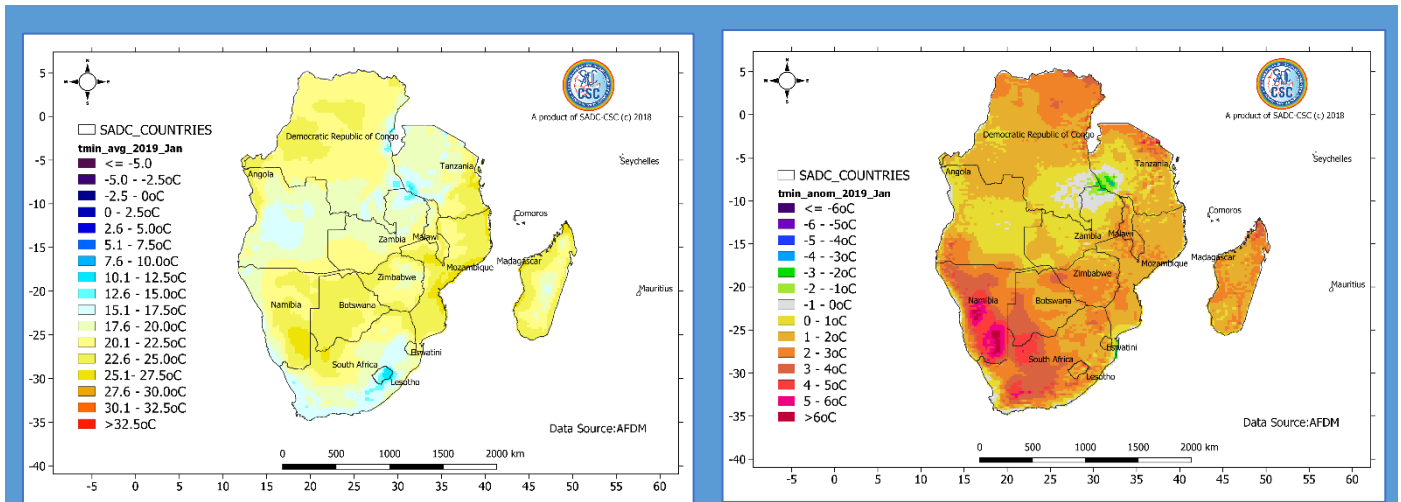 N
W
E
S
5
0
-5
-10
-15
-20
-25
-30
-35
-40
SADC_COUNTRIES
tmin_avg_2019_Jan
<= -5.0
-5.0 - -2.5oC
-2.5 - 0oC
0 - 2.5oC
2.6 - 5.0oC
5.1 - 7.5oC
7.6 - 10.0oC
10.1 - 12.5oC
12.6 - 15.0oC
15.1 - 17.5oC
17.6 - 20.0oC
20.1 - 22.5oC
22.6 - 25.0oC
25.1 - 27.5oC
27.6 - 30.0oC
30.1 - 32.5oC
>32.5oC
CSC
A product of SADC-CSC (c) 2018
Democratic Republic of Congo
Seychelles
Tanzania
Angola
Comoros
Zambia
Malawi
Madagascar
Mozambique
Zimbabwe
Mauritius
Namibia
Botswana
Eswatini
South Africa
Lesotho
Data Source:AFDM
0 500 1000 1500 2000 km
-5 0 5 10 15 20 25 30 35 40 45 50 55 60
N
W
E
S
5
0
-5
-10
-15
-20
-25
-30
-35
-40
SADC_COUNTRIES
tmin_anom_2019_Jan
<= -6oC
-6 - -5oC
-5 - -4oC
-4 - -3oC
-3 - -2oC
-2 - -1oC
-1 - 0oC
0 - 1oC
1 - 2oC
2 - 3oC
3 - 4oC
4 - 5oC
5 - 6oC
>6oC
CSC
A product of SADC-CSC (c) 2018
Democratic Republic of Congo
Seychelles
Tanzania
Angola
Comoros
Zambia
Malawi
Madagascar
Mozambique
Zimbabwe
Mauritius
Namibia
Botswana
Eswatini
South Africa
Lesotho
Data Source:AFDM
0 500 1000 1500 2000 km
-5 0 5 10 15 20 25 30 35 40 45 50 55 60